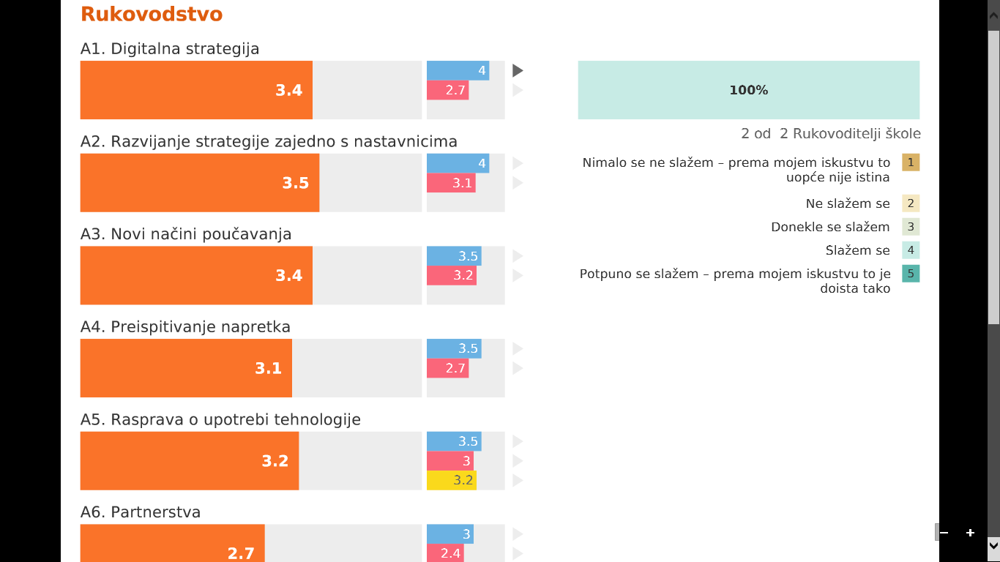 Rukovodstvo
A1. Digitalna strategija
3.4
4
2.7
100%
2 od  2 Rukovoditelji škole
A2. Razvijanje strategije zajedno s nastavnicima
3.5
4
3.1
Nimalo se ne slažem – prema mojem iskustvu to
uopće nije istina
1
Ne slažem se
2
Donekle se slažem
3
Slažem se
4
Potpuno se slažem – prema mojem iskustvu to je
doista tako
5
A3. Novi načini poučavanja
3.4
3.5
3.2
A4. Preispitivanje napretka
3.1
3.5
2.7
A5. Rasprava o upotrebi tehnologije
3.2
3.5
3
3.2
A6. Partnerstva
2.7
3
2.4